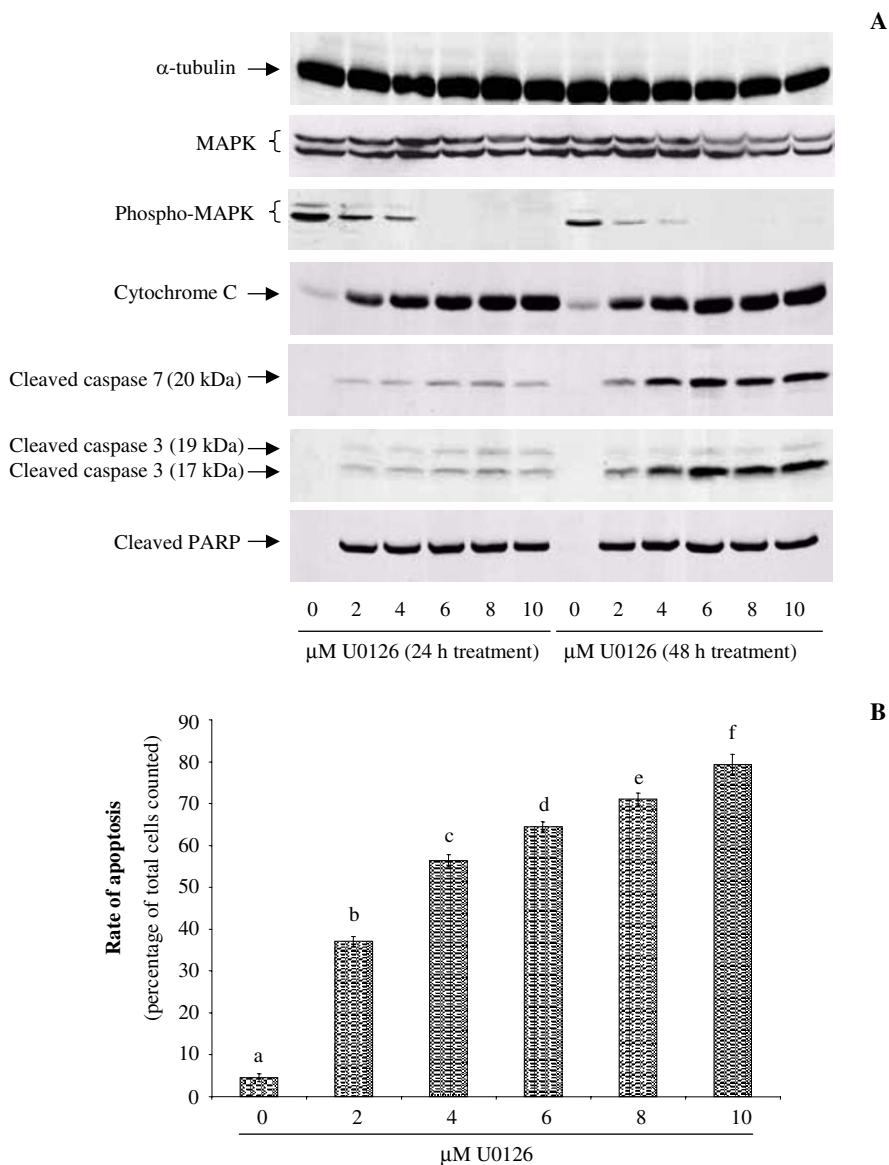 A
α-tubulin
MAPK
Phospho-MAPK
Cytochrome C
Cleaved caspase 7 (20 kDa)
Cleaved caspase 3 (19 kDa)
Cleaved caspase 3 (17 kDa)
Cleaved PARP
0 2 4 6 8 10 0 2 4 6 8 10
μM U0126 (24 h treatment) μM U0126 (48 h treatment)
B
Rate of apoptosis
(percentage of total cells counted)
90
80
70
60
50
40
30
20
10
0
a b c d e f
0 2 4 6 8 10
μM U0126